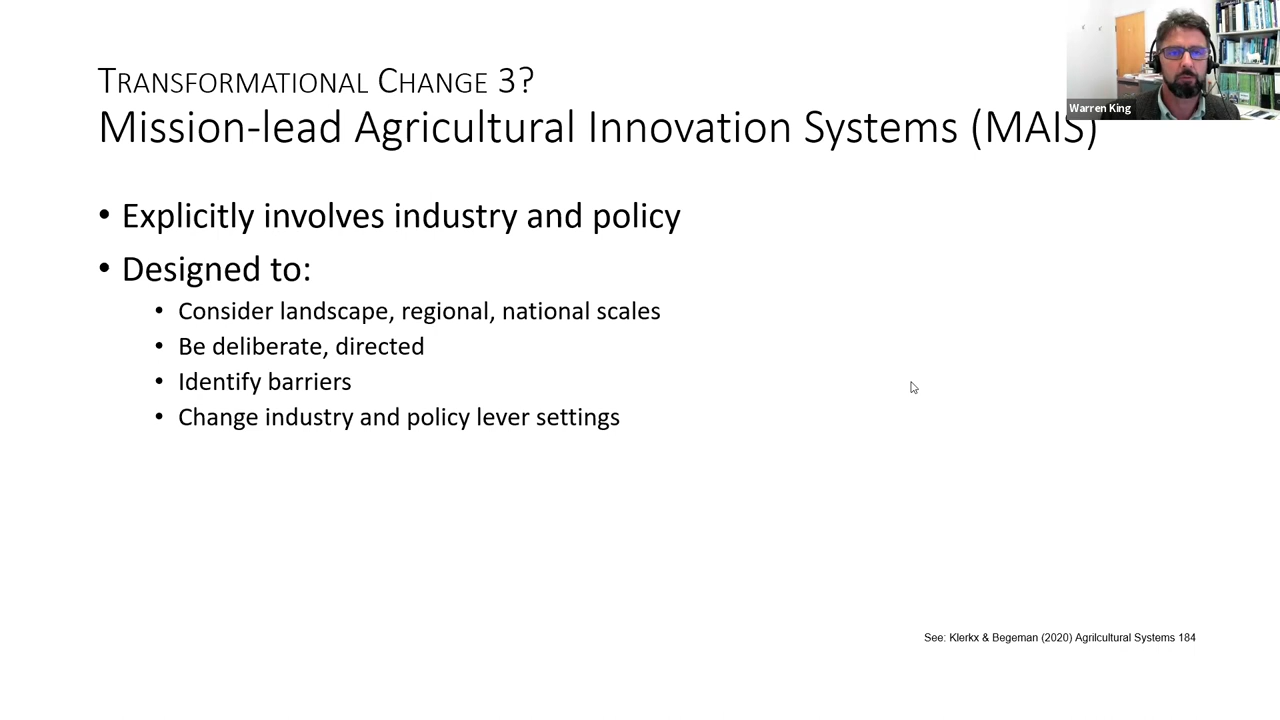 TRANSFORMATIONAL CHANGE 3?
Mission-lead Agricultural Innovation Systems (MAIS)
Warren King
• Explicitly involves industry and policy
• Designed to:
• Consider landscape, regional, national scales
• Be deliberate, directed
• Identify barriers
• Change industry and policy lever settings
See: Klerkx & Begeman (2020) Agrilcultural Systems 184